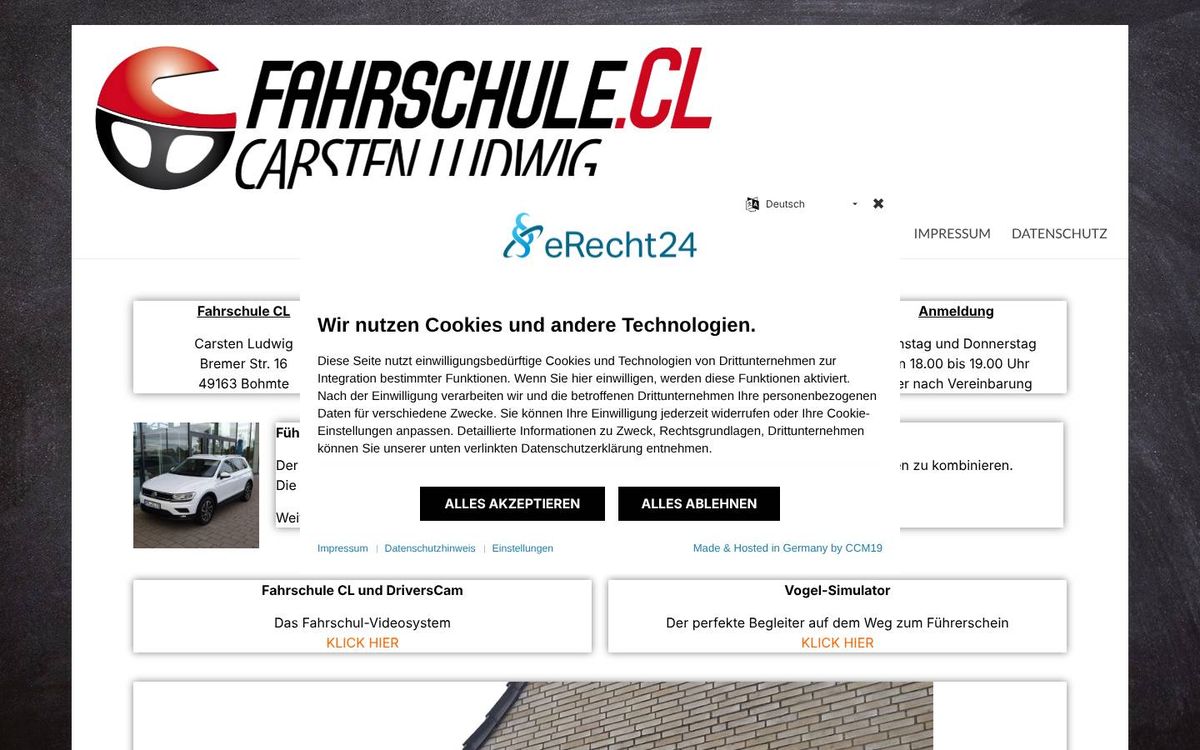 FAHRSCHULE.CL
CARSTEN LUDWIG
Deutsch
eRecht24
IMPRESSUM DATENSCHUTZ
Fahrschule CL
Carsten Ludwig
Bremer Str. 16
49163 Bohmte
Anmeldung
und Donnerstag
18.00 bis 19.00 Uhr
nach Vereinbarung
Wir nutzen Cookies und andere Technologien.
Diese Seite nutzt einwilligungsbedürftige Cookies und Technologien von Drittunternehmen zur
Integration bestimmter Funktionen. Wenn Sie hier einwilligen, werden diese Funktionen aktiviert.
Nach der Einwilligung verarbeiten wir und die betroffenen Drittunternehmen Ihre personenbezogenen
Daten für verschiedene Zwecke. Sie können Ihre Einwilligung jederzeit widerrufen oder Ihre Cookie-
Einstellungen anpassen. Detaillierte Informationen zu Zweck, Rechtsgrundlagen, Drittunternehmen
können Sie unserer unten verlinkten Datenschutzerklärung entnehmen.
Der
Die
zu kombinieren.
ALLES AKZEPTIEREN ALLES ABLEHNEN
Impressum | Datenschutzhinweis | Einstellungen
Made & Hosted in Germany by CCM19
Fahrschule CL und DriversCam
Das Fahrschul-Videosystem
KLICK HIER
Vogel-Simulator
Der perfekte Begleiter auf dem Weg zum Führerschein
KLICK HIER